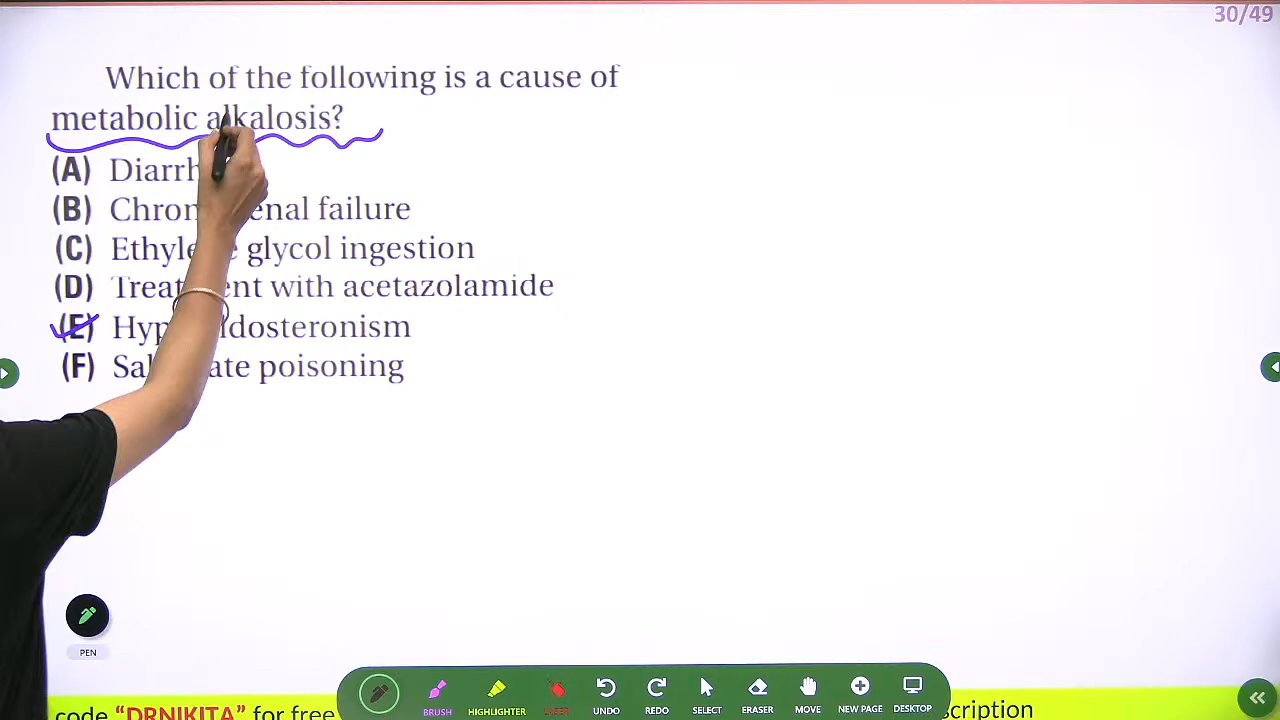 30/49
Which of the following is a cause of
metabolic alkalosis?
(A) Diarrh
(B) Chron enal failure
(C) Ethyle e glycol ingestion
(D) Treat ent with acetazolamide
(E) Hyp ldosteronism
(F) Sal ate poisoning
PEN
BRUSH HIGHLIGHTER UNDO REDO SELECT ERASER MOVE NEW PAGE DESKTOP
code "DRNIKITA" for free scription